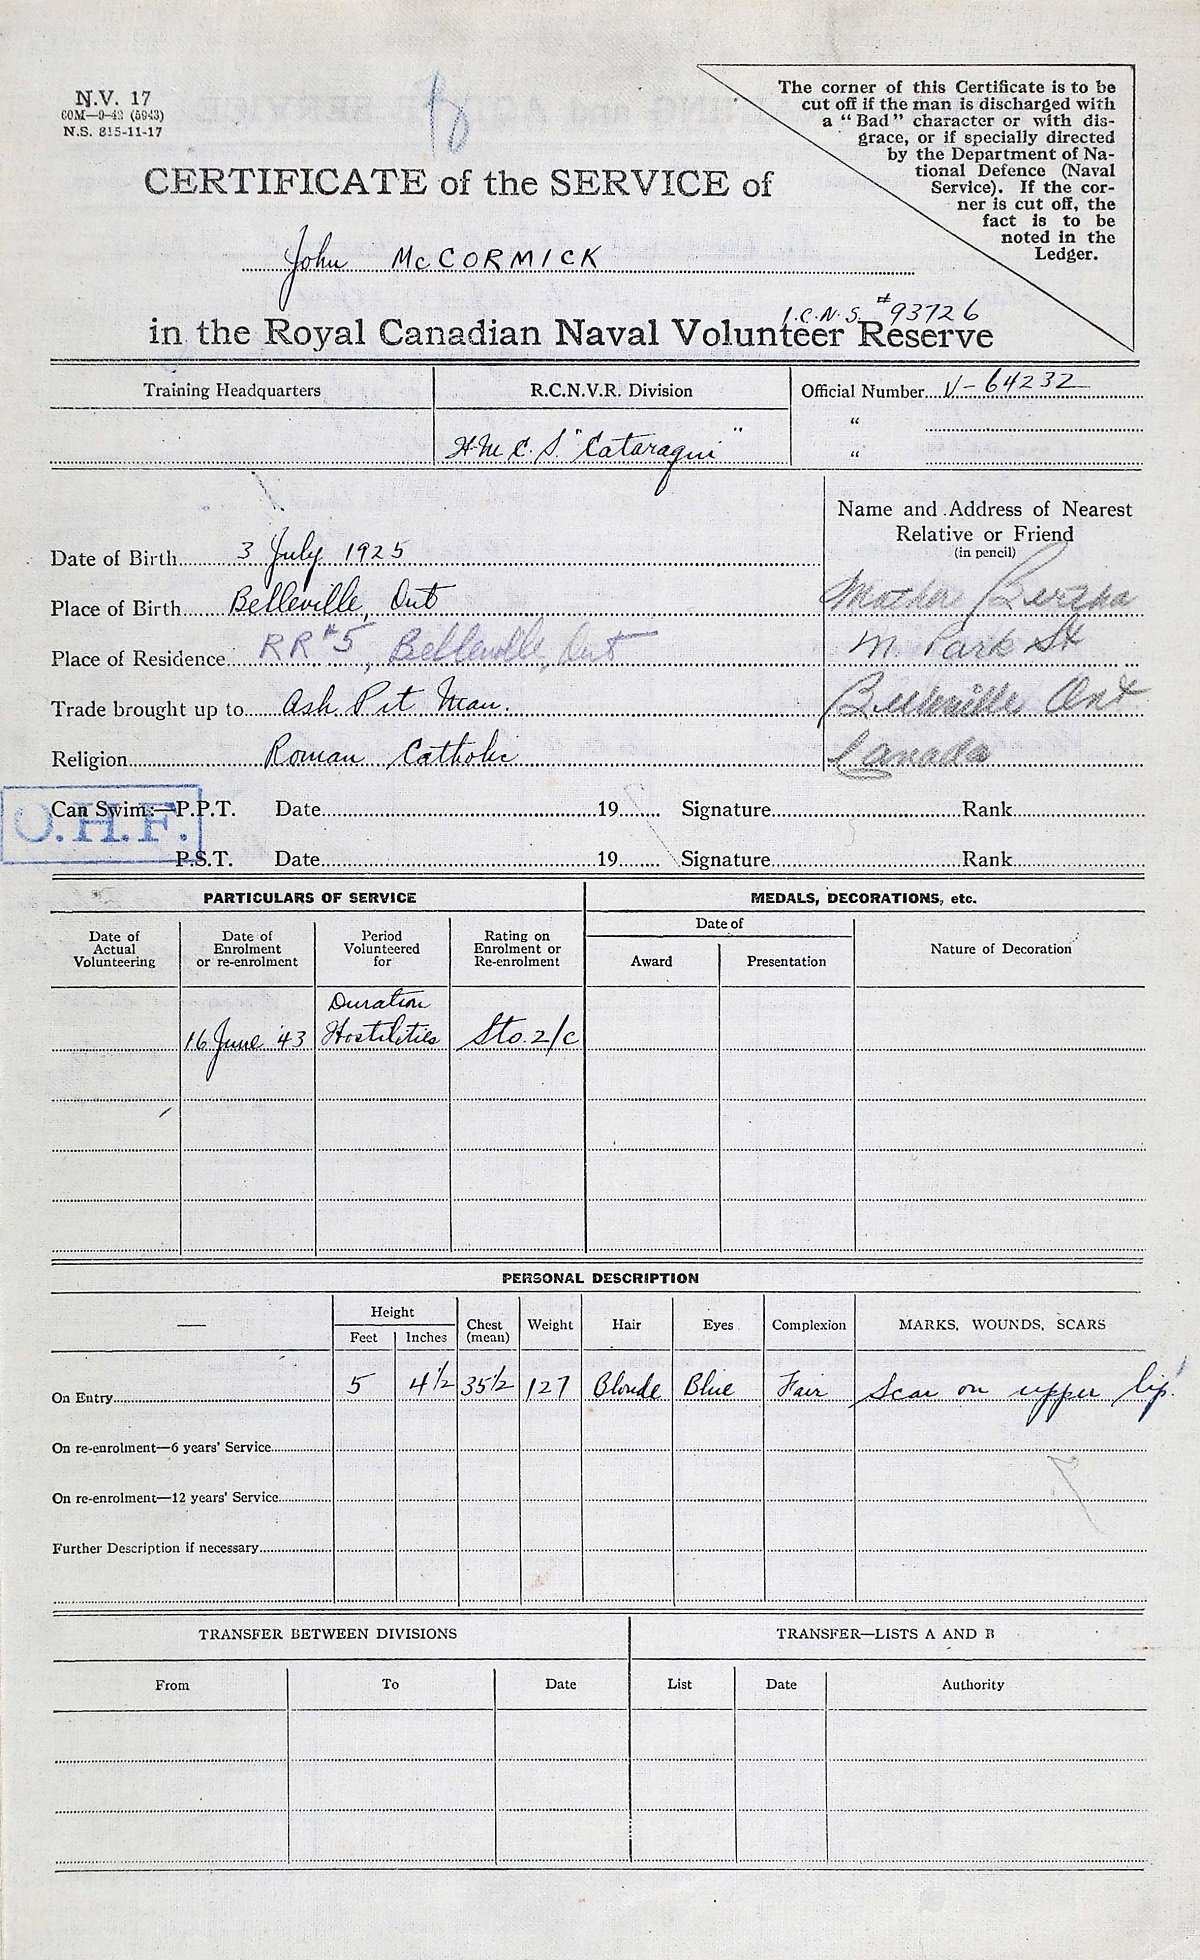 N.V. 17
60M—9-42 (5943)
N.S. 815-11-17
The corner of this Certificate is to be
cut off if the man is discharged with
a "Bad" character or with dis-
grace, or if specially directed
by the Department of Na-
tional Defence (Naval
Service). If the cor-
ner is cut off, the
fact is to be
noted in the
Ledger.
CERTIFICATE of the SERVICE of
John McCORMICK
I.C.N.S. #93726
in the Royal Canadian Naval Volunteer Reserve
Training Headquarters
R.C.N.V.R. Division
H.M.C.S. "Cataraqui"
Official Number V-64232
"
"
Name and Address of Nearest
Relative or Friend
(in pencil)
Mother Bertha
M. Park St
Belleville Ont
Canada
Date of Birth 3 July 1925
Place of Birth Belleville, Ont
Place of Residence RR #5, Belleville, Ont
Trade brought up to Ash Pit Man.
Religion Roman Catholic
O.H.F.
Can Swim:—P.P.T. Date 19 Signature Rank
P.S.T. Date 19 Signature Rank
PARTICULARS OF SERVICE
Date of Actual Volunteering
Date of Enrolment or re-enrolment
Period Volunteered for
Rating on Enrolment or Re-enrolment
16 June '43 Duration Hostilities Sto. 2/c
MEDALS, DECORATIONS, etc.
Date of
Award Presentation
Nature of Decoration
PERSONAL DESCRIPTION
Height
Feet Inches
Chest (mean)
Weight Hair Eyes Complexion MARKS, WOUNDS, SCARS
On Entry 5 4½ 35½ 127 Blonde Blue Fair Scar on upper lip.
On re-enrolment—6 years' Service
On re-enrolment—12 years' Service
Further Description if necessary
TRANSFER BETWEEN DIVISIONS
From To Date
TRANSFER—LISTS A AND B
List Date Authority